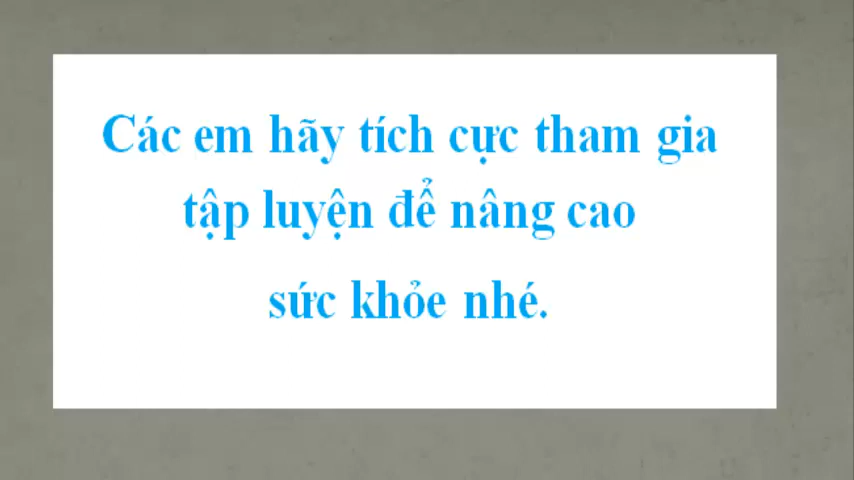 Các em hãy tích cực tham gia
tập luyện để nâng cao
sức khỏe nhé.